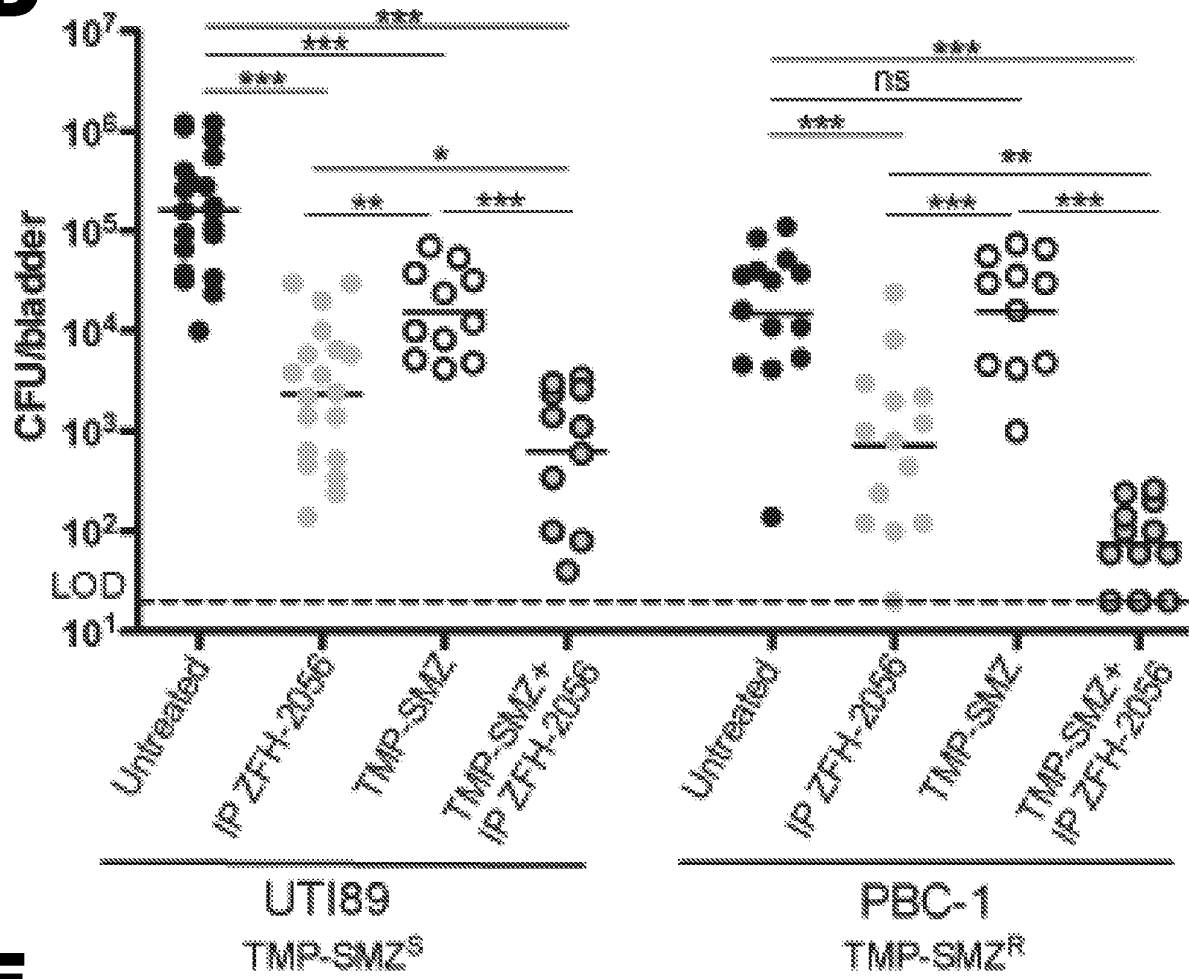 D
CFU/bladder
10⁷
10⁶
10⁵
10⁴
10³
10²
LOD
10¹
***
***
***
*
**
***
***
ns
***
**
***
***
Untreated
IP ZFH-2056
TMP-SMZ
TMP-SMZ+
IP ZFH-2056
Untreated
IP ZFH-2056
TMP-SMZ
TMP-SMZ+
IP ZFH-2056
UTI89
TMP-SMZˢ
PBC-1
TMP-SMZᴿ